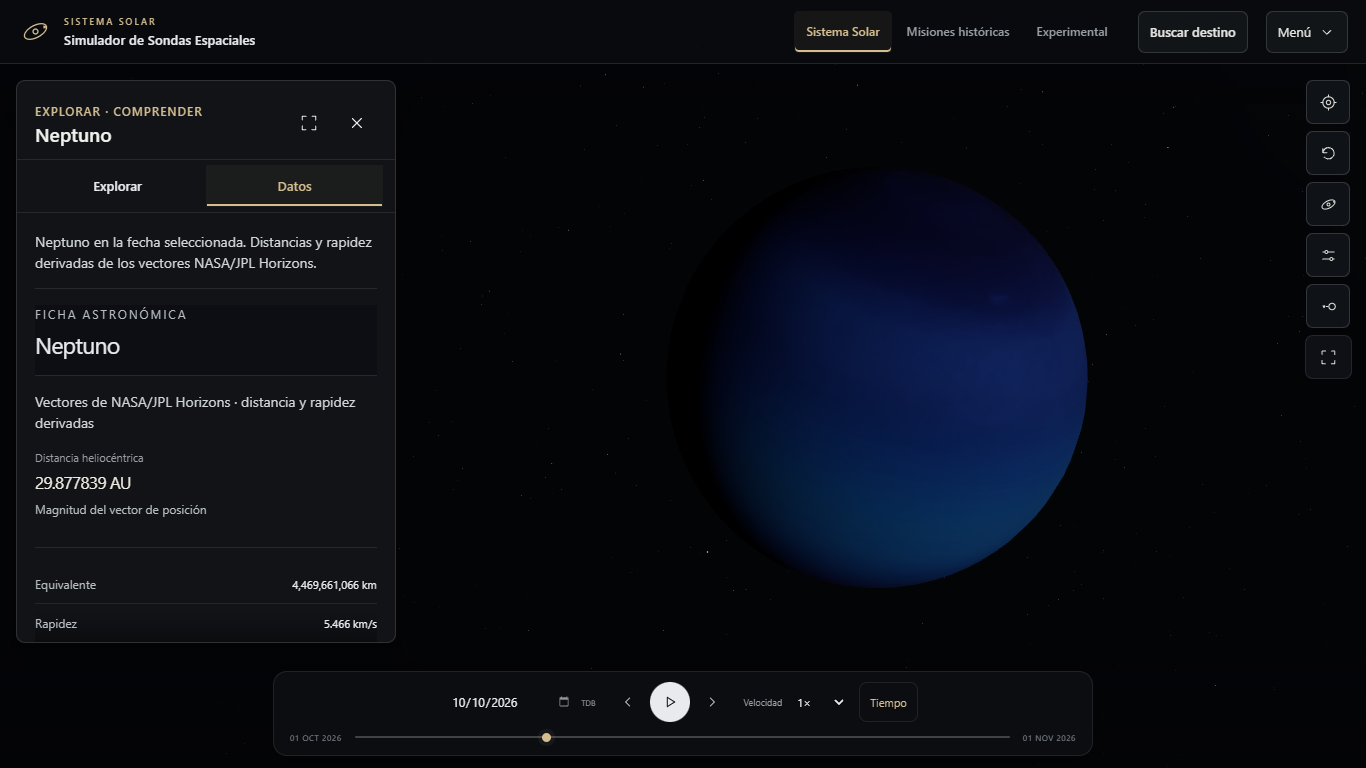 SISTEMA SOLAR
Simulador de Sondas Espaciales
Sistema Solar
Misiones históricas
Experimental
Buscar destino
Menú
EXPLORAR · COMPRENDER
Neptuno
Explorar
Datos
Neptuno en la fecha seleccionada. Distancias y rapidez
derivadas de los vectores NASA/JPL Horizons.
FICHA ASTRONÓMICA
Neptuno
Vectores de NASA/JPL Horizons · distancia y rapidez
derivadas
Distancia heliocéntrica
29.877839 AU
Magnitud del vector de posición
Equivalente 4,469,661,066 km
Rapidez 5.466 km/s
10/10/2026 TDB Velocidad 1× Tiempo
01 OCT 2026 01 NOV 2026